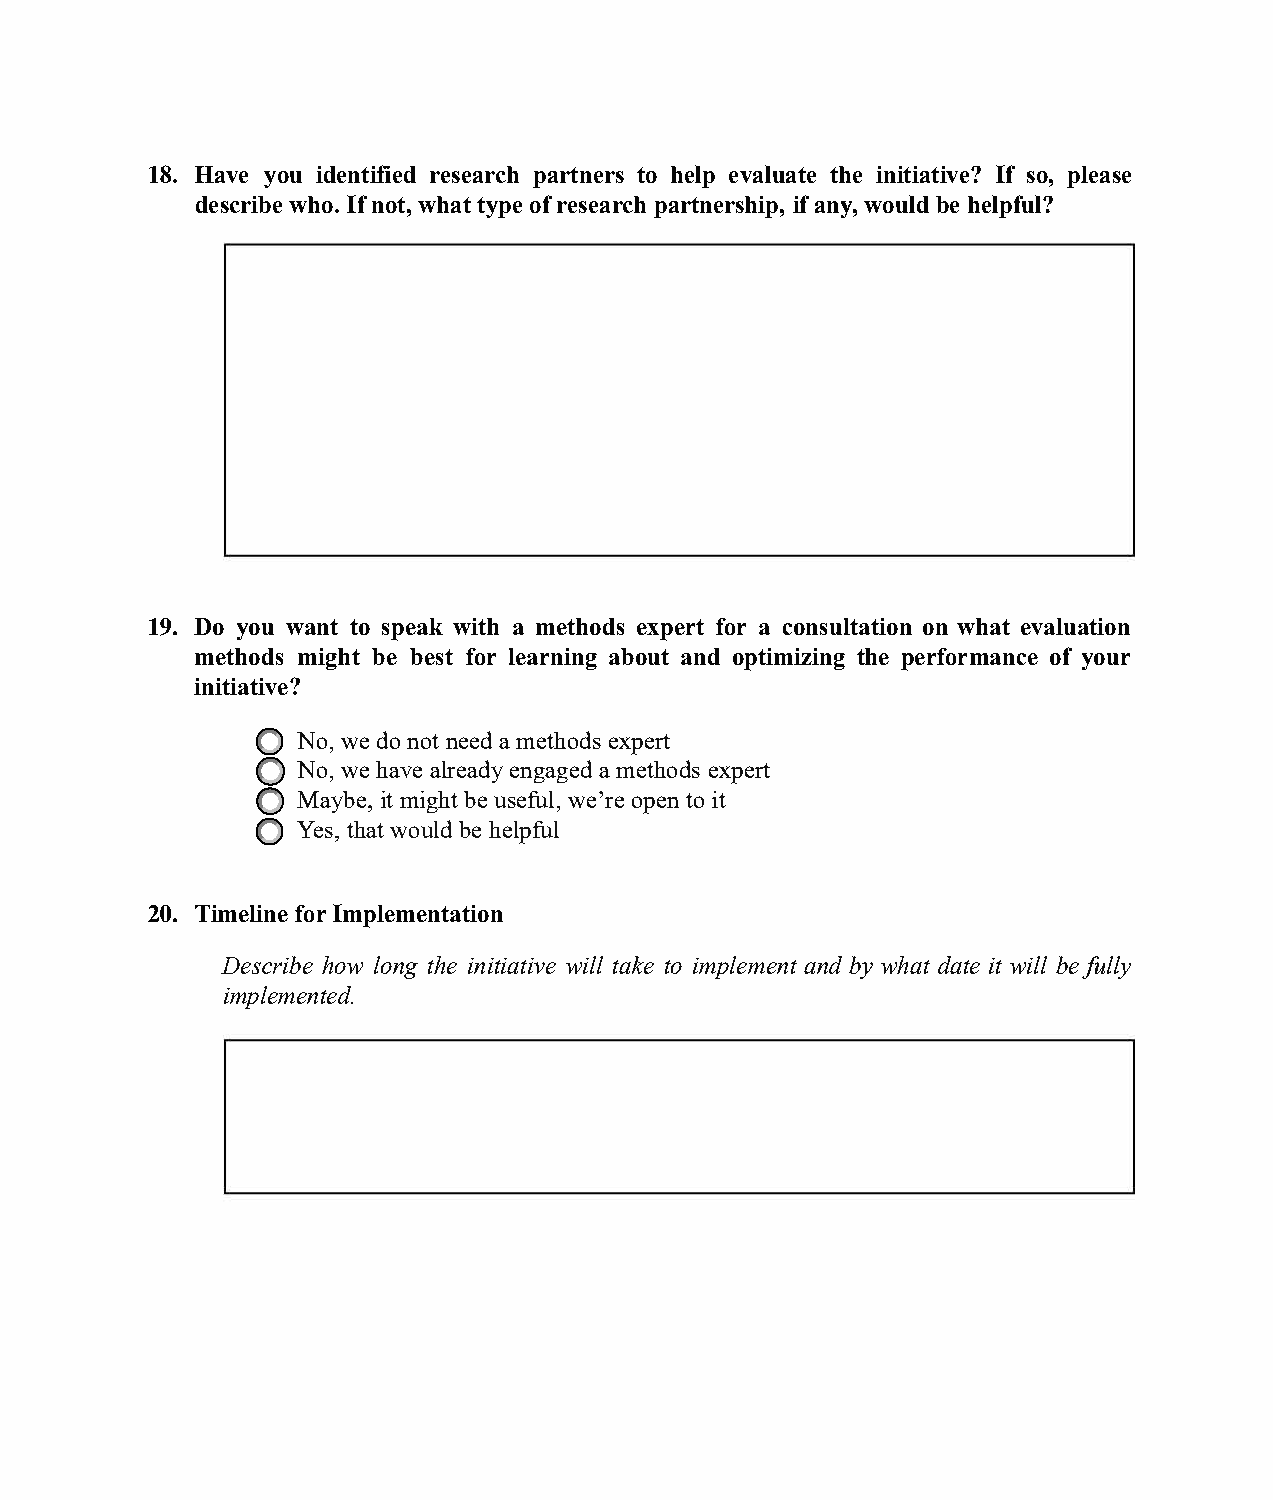 18. Have you identified research partners to help evaluate the initiative? If so, please
describe who. If not, what type of research partnership, if any, would be helpful?
19. Do you want to speak with a methods expert for a consultation on what evaluation
methods might be best for learning about and optimizing the performance of your
initiative?
No, we do not need a methods expert
No, we have already engaged a methods expert
Maybe, it might be useful, we’re open to it
Yes, that would be helpful
20. Timeline for Implementation
Describe how long the initiative will take to implement and by what date it will be fully
implemented.